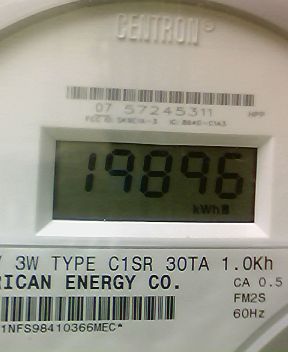 CENTRON®
07 57245311 HPP
19896
kWh
V 3W TYPE C1SR 30TA 1.0Kh
RICAN ENERGY CO. CA 0.5
FM2S
60Hz
1NFS98410366MEC*